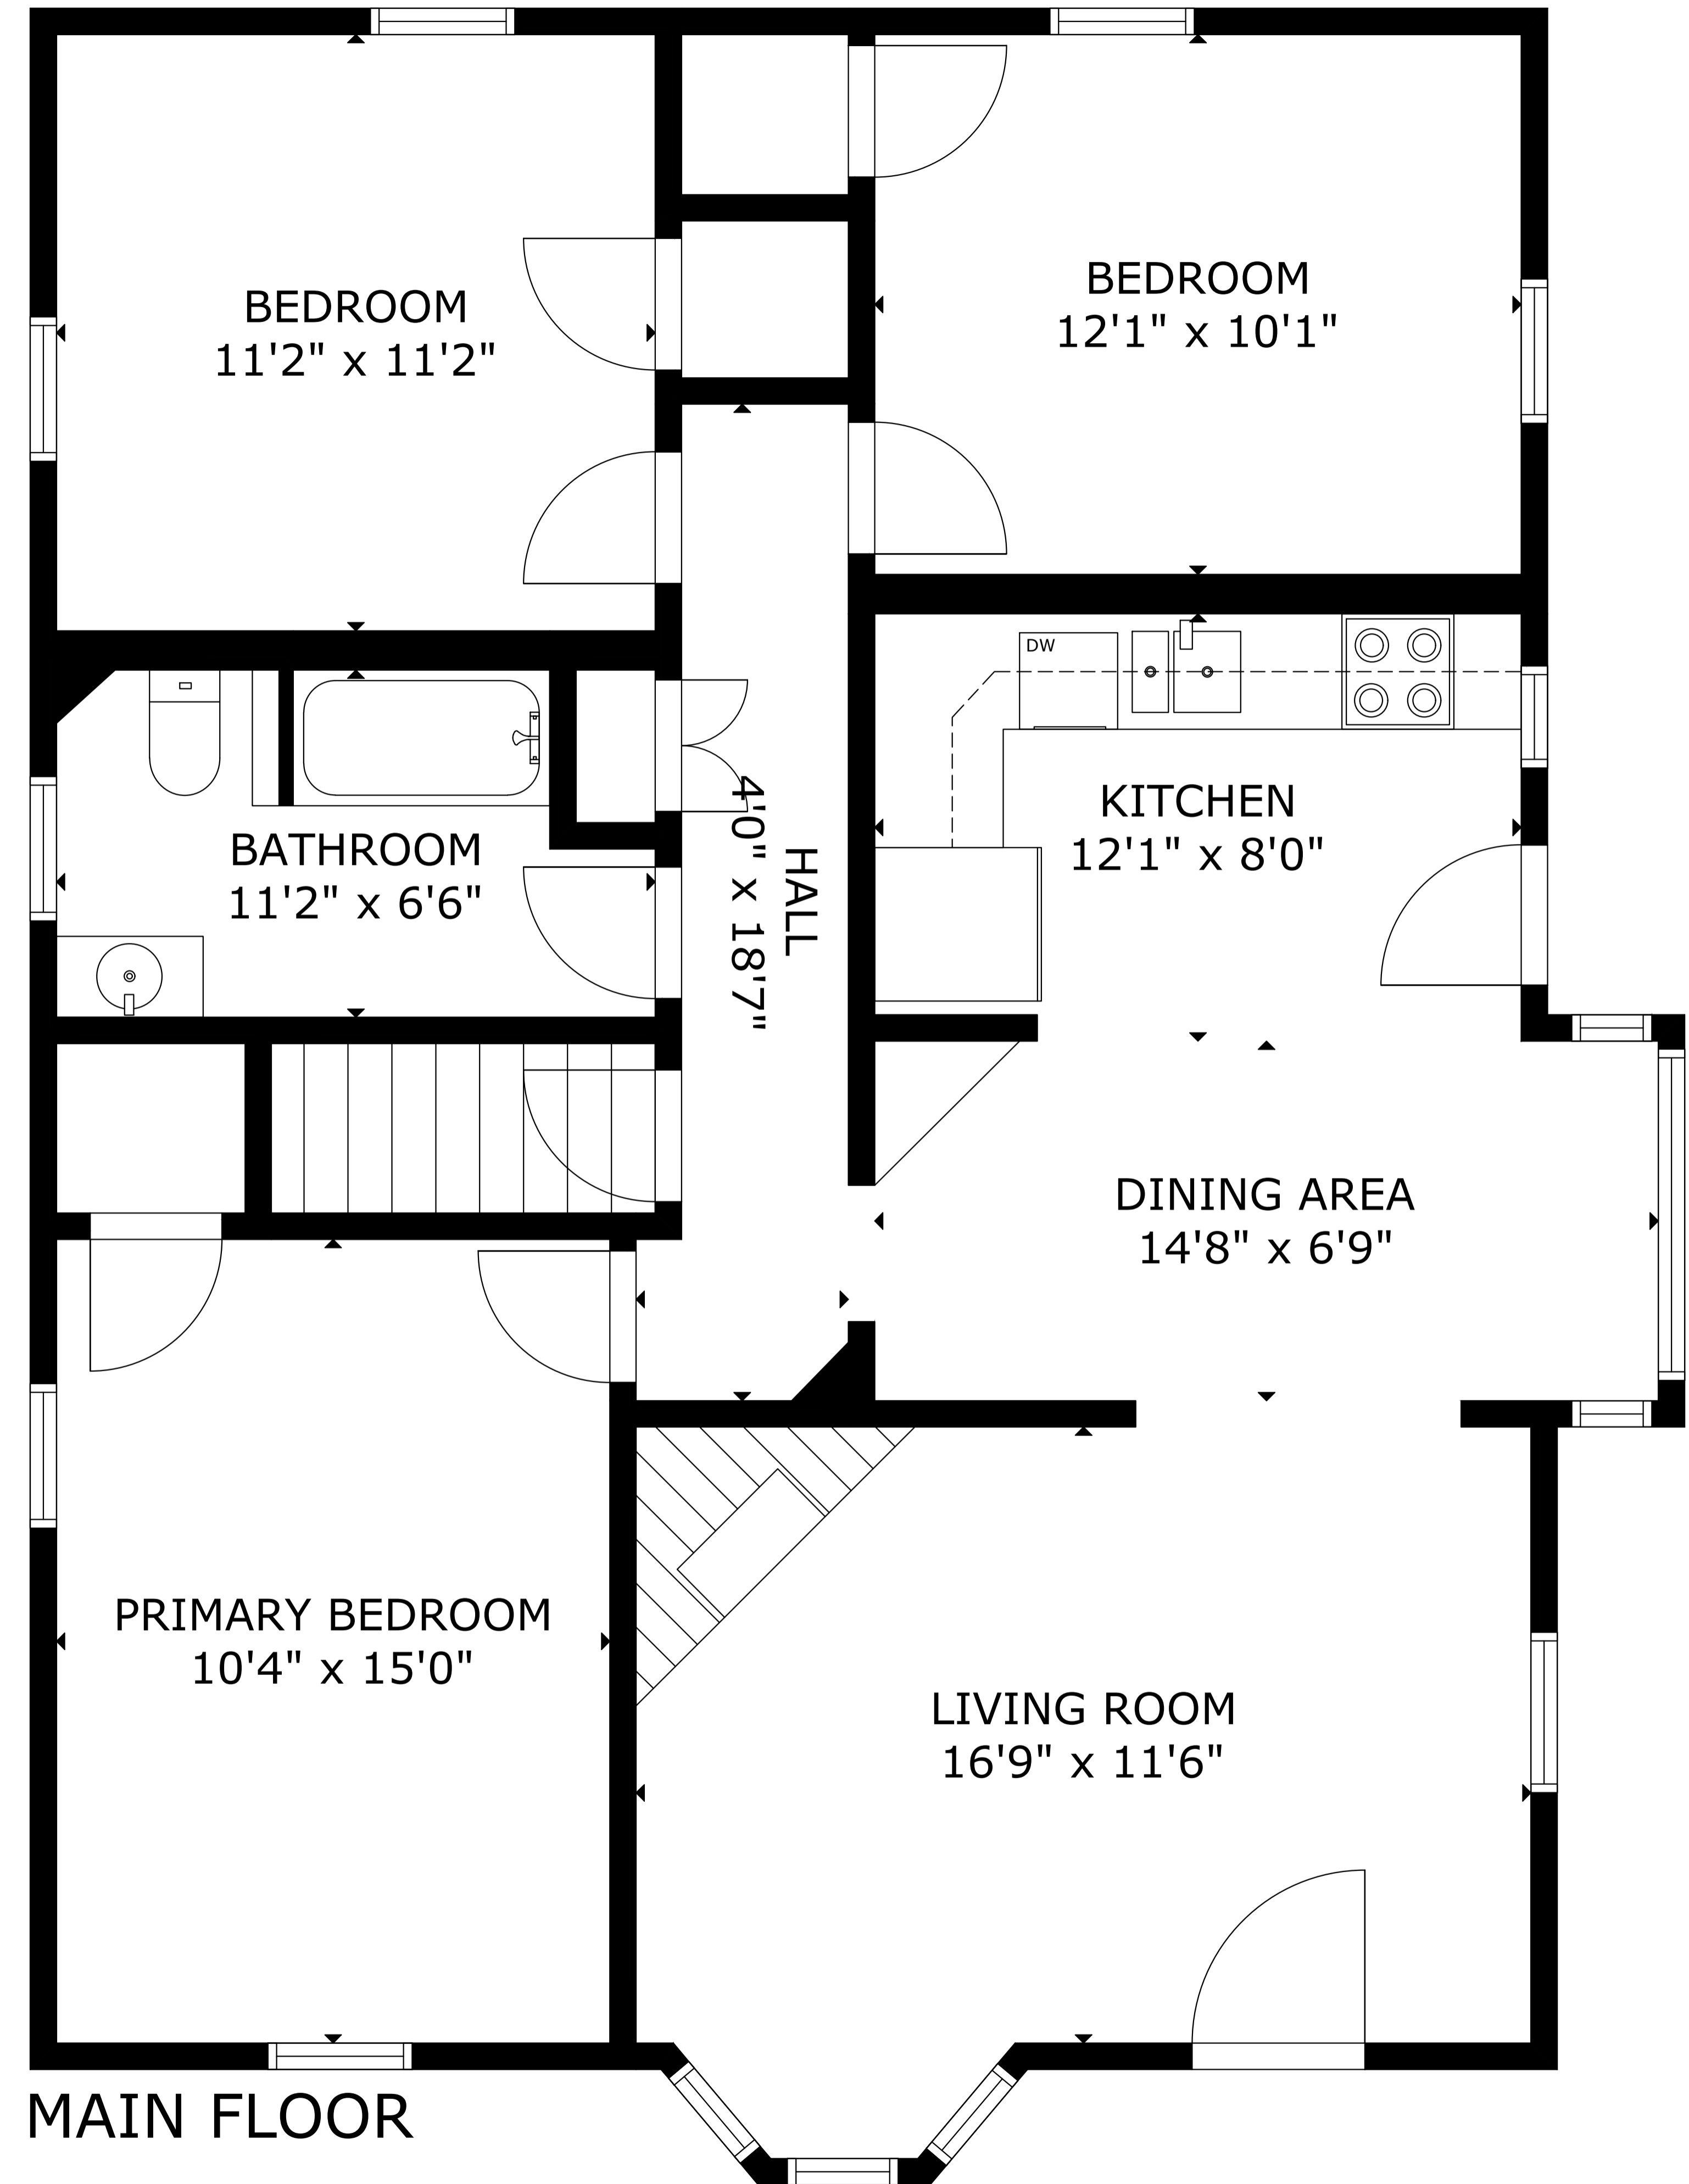 BEDROOM
11'2" x 11'2"
BEDROOM
12'1" x 10'1"
DW
KITCHEN
12'1" x 8'0"
BATHROOM
11'2" x 6'6"
HALL
4'0" x 18'7"
DINING AREA
14'8" x 6'9"
PRIMARY BEDROOM
10'4" x 15'0"
LIVING ROOM
16'9" x 11'6"
MAIN FLOOR